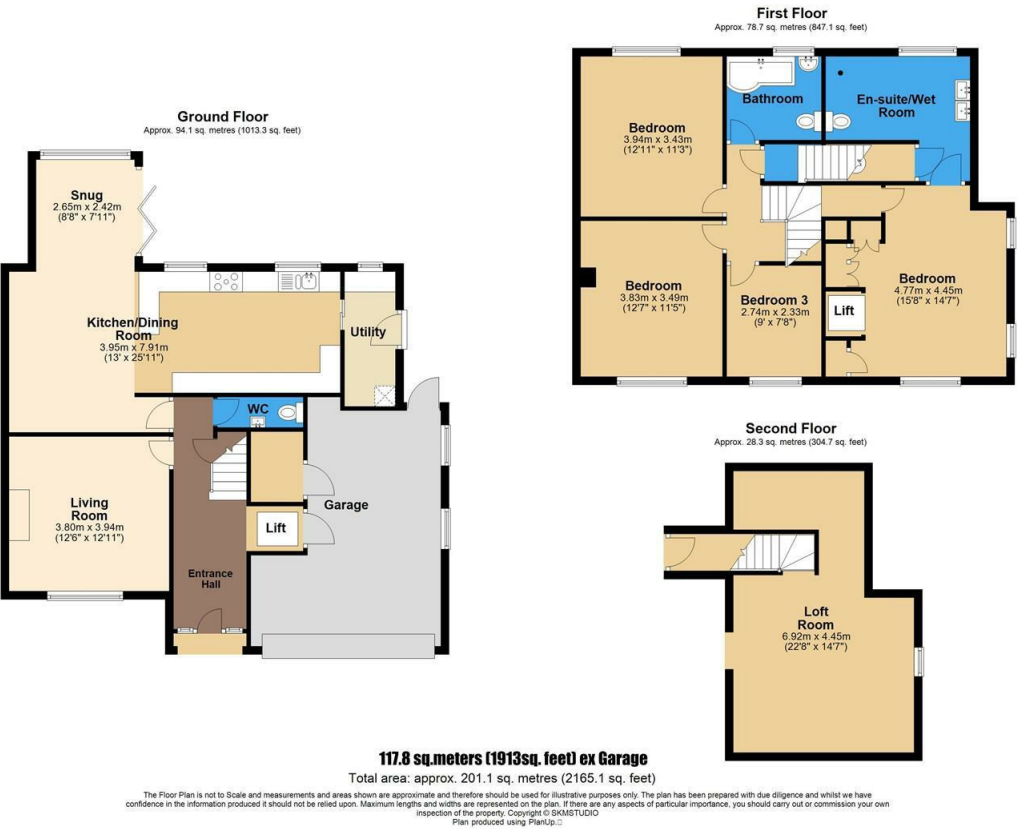 First Floor
Approx. 78.7 sq. metres (847.1 sq. feet)
Bedroom
3.94m x 3.43m
(12'11" x 11'3")
Bathroom
En-suite/Wet
Room
Bedroom
3.83m x 3.49m
(12'7" x 11'5")
Bedroom 3
2.74m x 2.33m
(9' x 7'8")
Lift
Bedroom
4.77m x 4.45m
(15'8" x 14'7")
Ground Floor
Approx. 94.1 sq. metres (1013.3 sq. feet)
Snug
2.65m x 2.42m
(8'8" x 7'11")
Kitchen/Dining
Room
3.95m x 7.91m
(13' x 25'11")
Utility
WC
Living
Room
3.80m x 3.94m
(12'6" x 12'11")
Entrance
Hall
Lift
Garage
Second Floor
Approx. 28.3 sq. metres (304.7 sq. feet)
Loft
Room
6.92m x 4.45m
(22'8" x 14'7")
117.8 sq.meters (1913sq. feet) ex Garage
Total area: approx. 201.1 sq. metres (2165.1 sq. feet)
The Floor Plan is not to Scale and measurements and areas shown are approximate and therefore should be used for illustrative purposes only. The plan has been prepared with due diligence and whilst we have
confidence in the information produced it should not be relied upon. Maximum lengths and widths are represented on the plan. If there are any aspects of particular importance, you should carry out or commission your own
inspection of the property. Copyright © SKMSTUDIO
Plan produced using PlanUp.